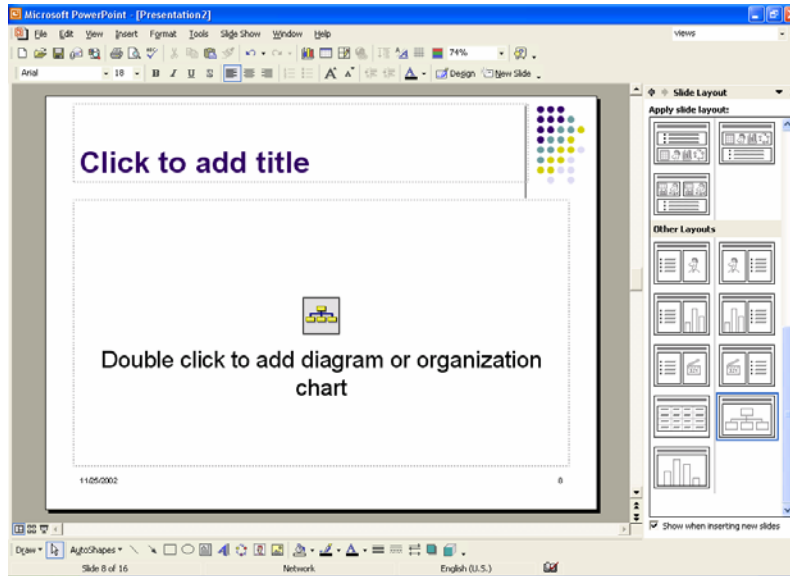 Microsoft PowerPoint - [Presentation2]
File Edit View Insert Format Tools Slide Show Window Help views
74%
Arial 18 B I U S A A A Design New Slide
Slide Layout
Apply slide layout:
Click to add title
Other Layouts
Double click to add diagram or organization
chart
11/25/2002 8
Show when inserting new slides
Draw AutoShapes A A
Slide 8 of 16 Network English (U.S.)